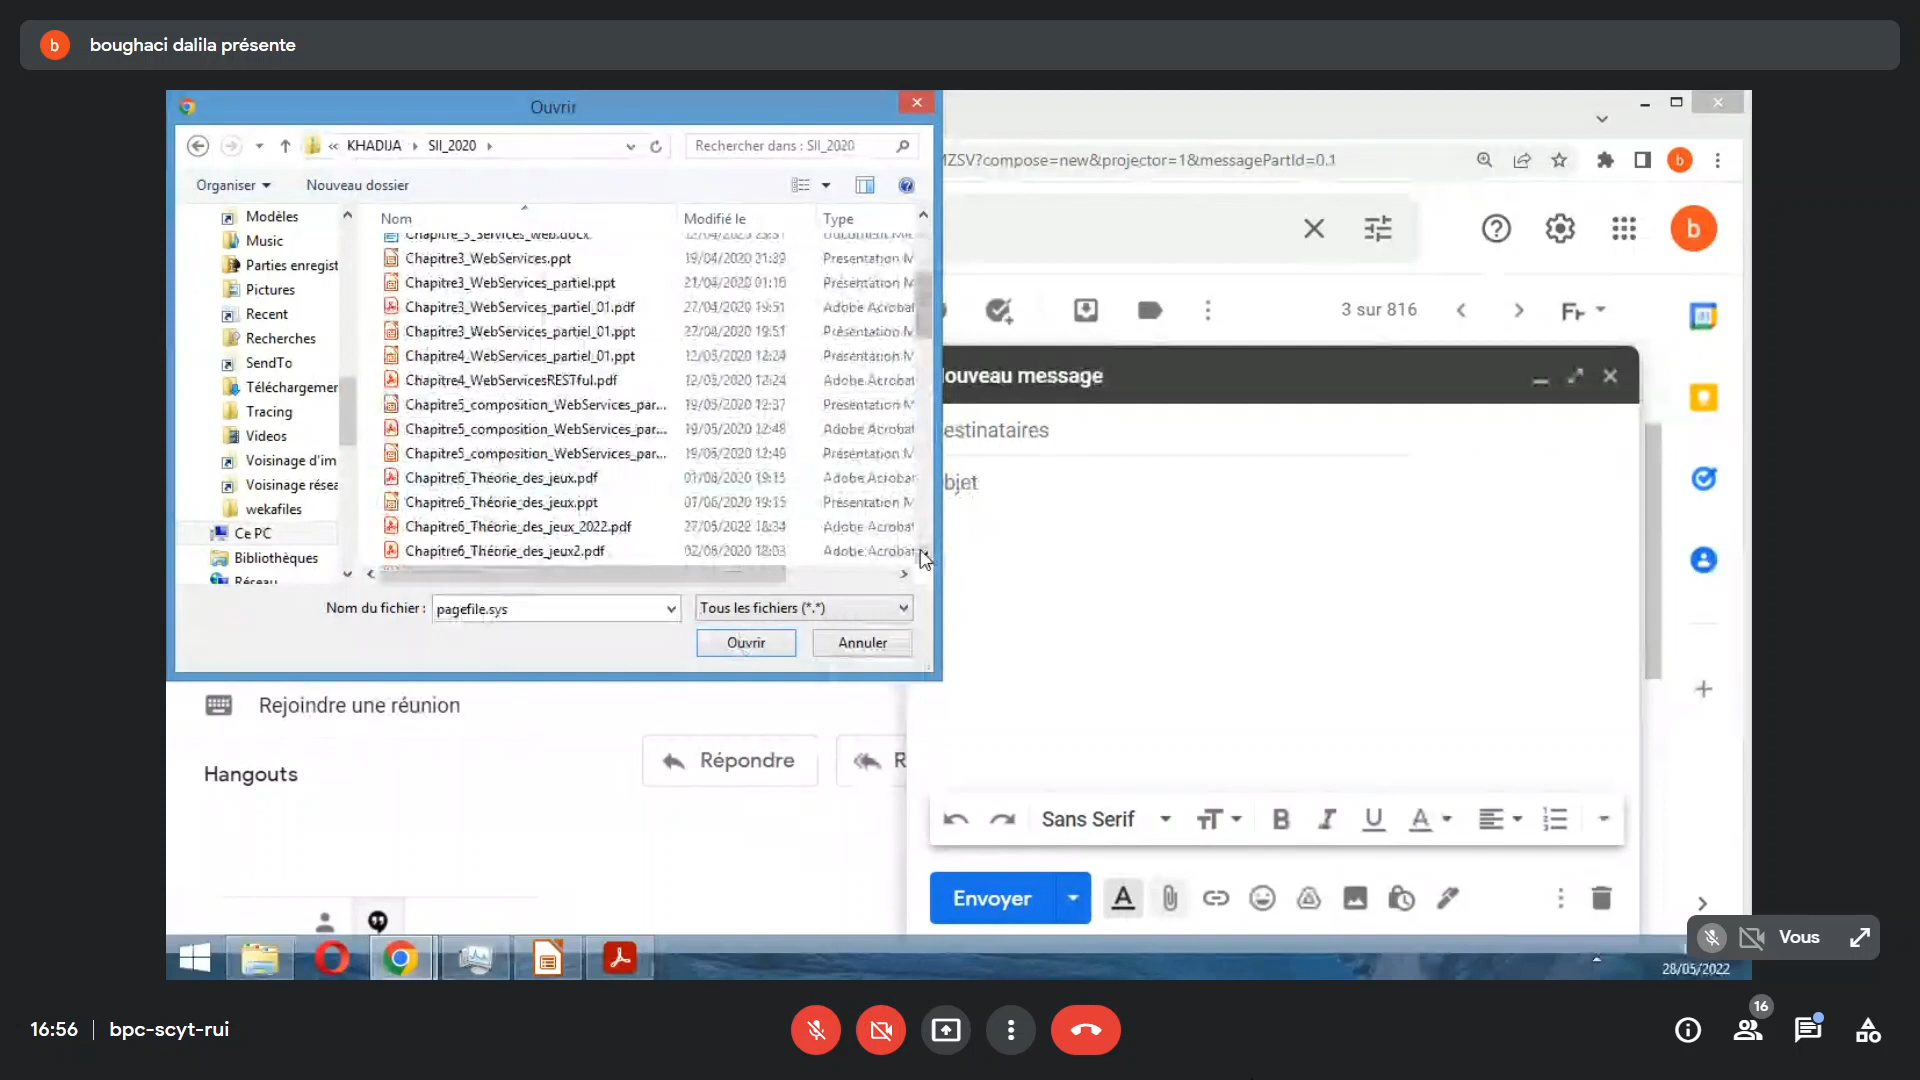 b boughaci dalila présente
Ouvrir
« KHADIJA SII_2020
Rechercher dans : SII_2020
Organiser
Nouveau dossier
Modèles
Music
Parties enregist
Pictures
Recent
Recherches
SendTo
Téléchargemer
Tracing
Videos
Voisinage d'im
Voisinage résea
wekafiles
Ce PC
Bibliothèques
Réseau
Nom Modifié le Type
Chapitre_3_Services_web.docx
Chapitre3_WebServices.ppt 19/04/2020 21:39 Présentation M
Chapitre3_WebServices_partiel.ppt 21/04/2020 01:16 Présentation M
Chapitre3_WebServices_partiel_01.pdf 27/04/2020 19:51 Adobe Acrobat
Chapitre3_WebServices_partiel_01.ppt 27/04/2020 19:51 Présentation M
Chapitre4_WebServices_partiel_01.ppt 12/05/2020 12:24 Présentation M
Chapitre4_WebServicesRESTful.pdf 12/05/2020 12:24 Adobe Acrobat
Chapitre5_composition_WebServices_par... 19/05/2020 12:37 Présentation M
Chapitre5_composition_WebServices_par... 19/05/2020 12:48 Adobe Acrobat
Chapitre5_composition_WebServices_par... 19/05/2020 12:49 Présentation M
Chapitre6_Théorie_des_jeux.pdf 01/06/2020 19:15 Adobe Acrobat
Chapitre6_Théorie_des_jeux.ppt 01/06/2020 19:15 Présentation M
Chapitre6_Théorie_des_jeux_2022.pdf 27/05/2022 18:34 Adobe Acrobat
Chapitre6_Théorie_des_jeux2.pdf 02/06/2020 18:03 Adobe Acrobat
Nom du fichier : pagefile.sys
Tous les fichiers (*.*)
Ouvrir
Annuler
MZSV?compose=new&projector=1&messagePartId=0.1
b
b
3 sur 816
Fr
ouveau message
estinataires
bjet
Rejoindre une réunion
Hangouts
Répondre
R
Sans Serif
B I U A
Envoyer
A
Vous
28/05/2022
16:56 | bpc-scyt-rui
16